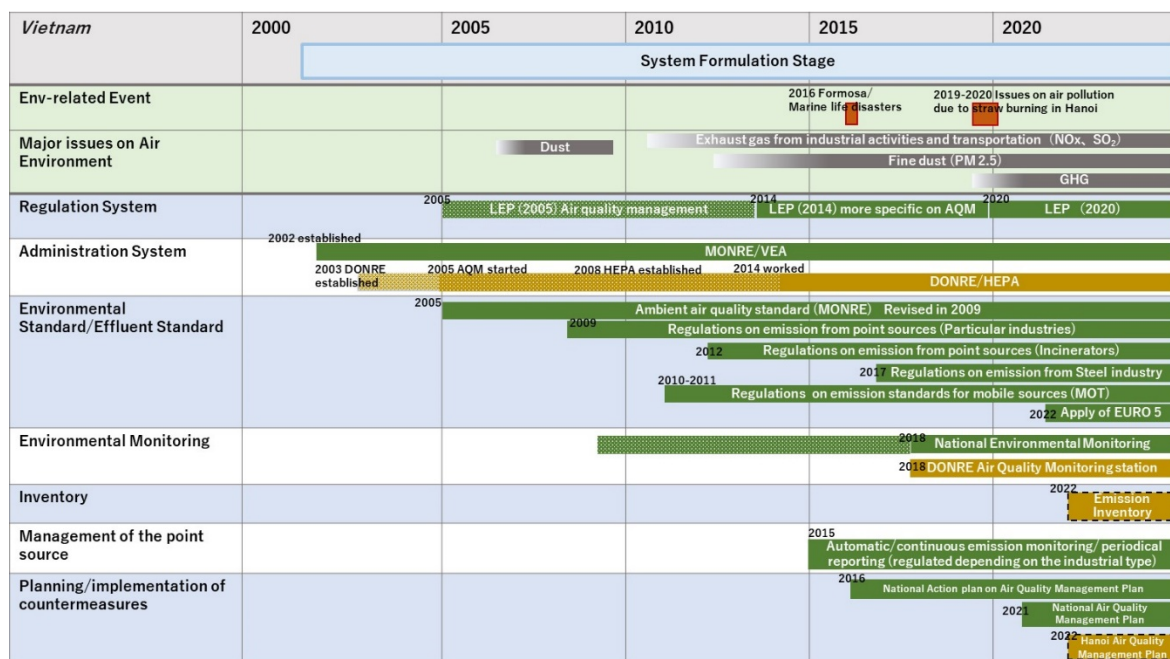 Vietnam
2000
2005
2010
2015
2020
System Formulation Stage
Env-related Event
2016 Formosa/
Marine life disasters
2019-2020 Issues on air pollution
due to straw burning in Hanoi
Major issues on Air
Environment
Dust
Exhaust gas from industrial activities and transportation (NOx、SO₂)
Fine dust (PM 2.5)
GHG
Regulation System
2005
LEP (2005) Air quality management
2014
LEP (2014) more specific on AQM
2020
LEP (2020)
Administration System
2002 established
MONRE/VEA
2003 DONRE
established
2005 AQM started
2008 HEPA established
2014 worked
DONRE/HEPA
Environmental
Standard/Effluent Standard
2005
Ambient air quality standard (MONRE) Revised in 2009
2009
Regulations on emission from point sources (Particular industries)
2012
Regulations on emission from point sources (Incinerators)
2017
Regulations on emission from Steel industry
2010-2011
Regulations on emission standards for mobile sources (MOT)
2022
Apply of EURO 5
Environmental Monitoring
2018
National Environmental Monitoring
2018
DONRE Air Quality Monitoring station
Inventory
2022
Emission
Inventory
Management of the point
source
2015
Automatic/continuous emission monitoring/periodical
reporting (regulated depending on the industrial type)
Planning/implementation of
countermeasures
2016
National Action plan on Air Quality Management Plan
2021
National Air Quality
Management Plan
2022
Hanoi Air Quality
Management Plan